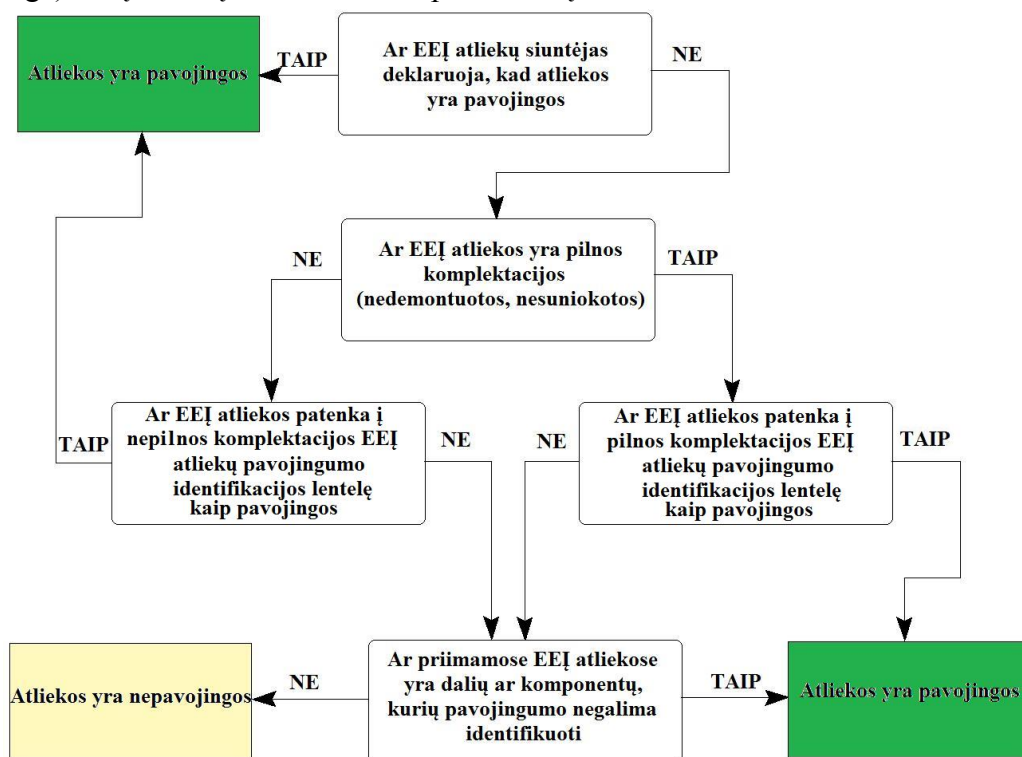 Ar EEĮ atliekų siuntėjas
deklaruoja, kad atliekos
yra pavojingos
TAIP
NE
Atliekos yra pavojingos
Ar EEĮ atliekos yra pilnos
komplektacijos
(nedemontuotos, nesuniokotos)
NE
TAIP
Ar EEĮ atliekos patenka į
nepilnos komplektacijos EEĮ
atliekų pavojingumo
identifikacijos lentelę
kaip pavojingos
TAIP
NE
Ar EEĮ atliekos patenka į
pilnos komplektacijos EEĮ
atliekų pavojingumo
identifikacijos lentelę
kaip pavojingos
NE
TAIP
Ar priimamose EEĮ atliekose
yra dalių ar komponentų,
kurių pavojingumo negalima
identifikuoti
NE
TAIP
Atliekos yra nepavojingos
Atliekos yra pavojingos